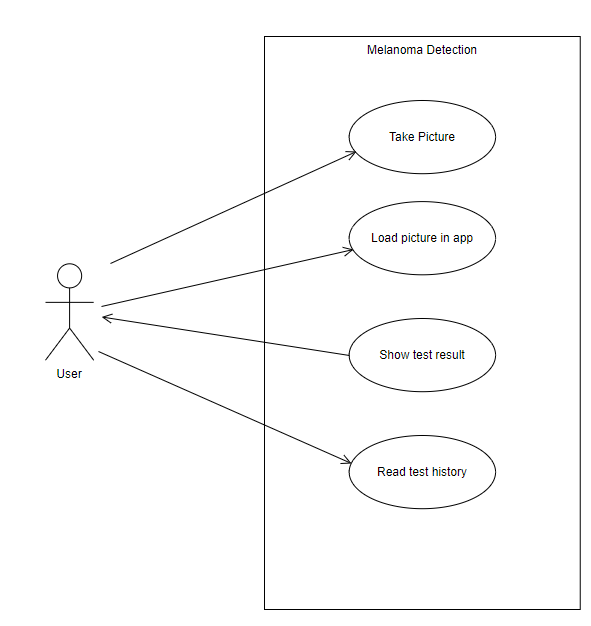 Melanoma Detection
Take Picture
Load picture in app
Show test result
User
Read test history